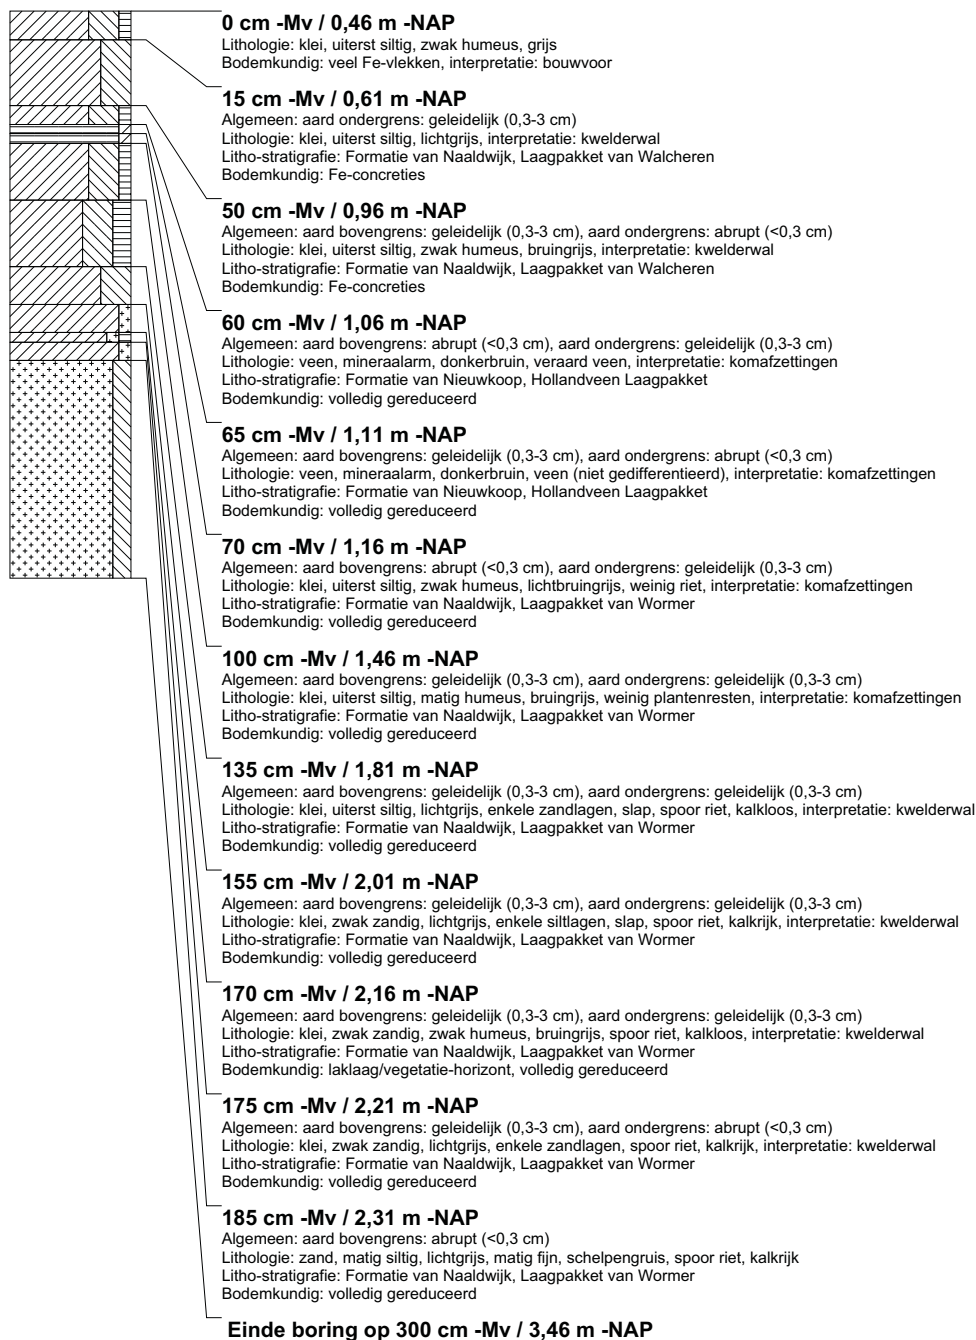 0 cm -Mv / 0,46 m -NAP
Lithologie: klei, uiterst siltig, zwak humeus, grijs
Bodemkundig: veel Fe-vlekken, interpretatie: bouwvoor
15 cm -Mv / 0,61 m -NAP
Algemeen: aard ondergrens: geleidelijk (0,3-3 cm)
Lithologie: klei, uiterst siltig, lichtgrijs, interpretatie: kwelderwal
Litho-stratigrafie: Formatie van Naaldwijk, Laagpakket van Walcheren
Bodemkundig: Fe-concreties
50 cm -Mv / 0,96 m -NAP
Algemeen: aard bovengrens: geleidelijk (0,3-3 cm), aard ondergrens: abrupt (<0,3 cm)
Lithologie: klei, uiterst siltig, zwak humeus, bruingrijs, interpretatie: kwelderwal
Litho-stratigrafie: Formatie van Naaldwijk, Laagpakket van Walcheren
Bodemkundig: Fe-concreties
60 cm -Mv / 1,06 m -NAP
Algemeen: aard bovengrens: abrupt (<0,3 cm), aard ondergrens: geleidelijk (0,3-3 cm)
Lithologie: veen, mineraalarm, donkerbruin, veraard veen, interpretatie: komafzettingen
Litho-stratigrafie: Formatie van Nieuwkoop, Hollandveen Laagpakket
Bodemkundig: volledig gereduceerd
65 cm -Mv / 1,11 m -NAP
Algemeen: aard bovengrens: geleidelijk (0,3-3 cm), aard ondergrens: abrupt (<0,3 cm)
Lithologie: veen, mineraalarm, donkerbruin, veen (niet gedifferentieerd), interpretatie: komafzettingen
Litho-stratigrafie: Formatie van Nieuwkoop, Hollandveen Laagpakket
Bodemkundig: volledig gereduceerd
70 cm -Mv / 1,16 m -NAP
Algemeen: aard bovengrens: abrupt (<0,3 cm), aard ondergrens: geleidelijk (0,3-3 cm)
Lithologie: klei, uiterst siltig, zwak humeus, lichtbruingrijs, weinig riet, interpretatie: komafzettingen
Litho-stratigrafie: Formatie van Naaldwijk, Laagpakket van Wormer
Bodemkundig: volledig gereduceerd
100 cm -Mv / 1,46 m -NAP
Algemeen: aard bovengrens: geleidelijk (0,3-3 cm), aard ondergrens: geleidelijk (0,3-3 cm)
Lithologie: klei, uiterst siltig, matig humeus, bruingrijs, weinig plantenresten, interpretatie: komafzettingen
Litho-stratigrafie: Formatie van Naaldwijk, Laagpakket van Wormer
Bodemkundig: volledig gereduceerd
135 cm -Mv / 1,81 m -NAP
Algemeen: aard bovengrens: geleidelijk (0,3-3 cm), aard ondergrens: geleidelijk (0,3-3 cm)
Lithologie: klei, uiterst siltig, lichtgrijs, enkele zandlagen, slap, spoor riet, kalkloos, interpretatie: kwelderwal
Litho-stratigrafie: Formatie van Naaldwijk, Laagpakket van Wormer
Bodemkundig: volledig gereduceerd
155 cm -Mv / 2,01 m -NAP
Algemeen: aard bovengrens: geleidelijk (0,3-3 cm), aard ondergrens: geleidelijk (0,3-3 cm)
Lithologie: klei, zwak zandig, lichtgrijs, enkele siltlagen, slap, spoor riet, kalkrijk, interpretatie: kwelderwal
Litho-stratigrafie: Formatie van Naaldwijk, Laagpakket van Wormer
Bodemkundig: volledig gereduceerd
170 cm -Mv / 2,16 m -NAP
Algemeen: aard bovengrens: geleidelijk (0,3-3 cm), aard ondergrens: geleidelijk (0,3-3 cm)
Lithologie: klei, zwak zandig, zwak humeus, bruingrijs, spoor riet, kalkloos, interpretatie: kwelderwal
Litho-stratigrafie: Formatie van Naaldwijk, Laagpakket van Wormer
Bodemkundig: laklaag/vegetatie-horizont, volledig gereduceerd
175 cm -Mv / 2,21 m -NAP
Algemeen: aard bovengrens: geleidelijk (0,3-3 cm), aard ondergrens: abrupt (<0,3 cm)
Lithologie: klei, zwak zandig, lichtgrijs, enkele zandlagen, spoor riet, kalkrijk, interpretatie: kwelderwal
Litho-stratigrafie: Formatie van Naaldwijk, Laagpakket van Wormer
Bodemkundig: volledig gereduceerd
185 cm -Mv / 2,31 m -NAP
Algemeen: aard bovengrens: abrupt (<0,3 cm)
Lithologie: zand, matig siltig, lichtgrijs, matig fijn, schelpengruis, spoor riet, kalkrijk
Litho-stratigrafie: Formatie van Naaldwijk, Laagpakket van Wormer
Bodemkundig: volledig gereduceerd
Einde boring op 300 cm -Mv / 3,46 m -NAP